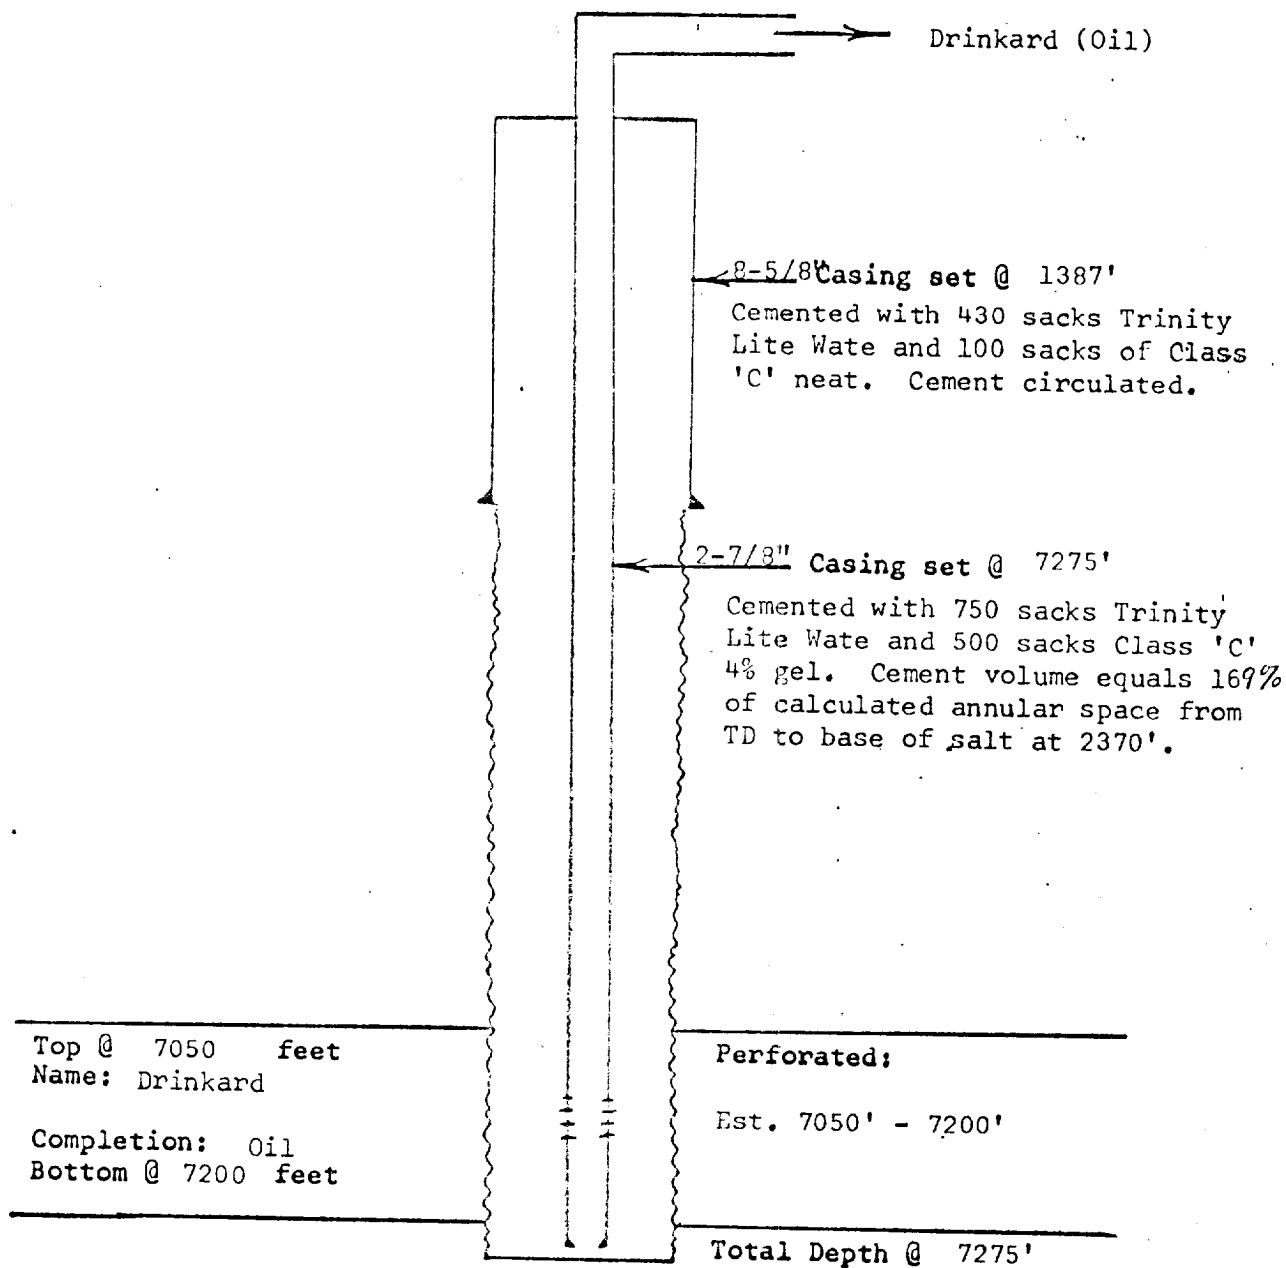 Drinkard (Oil)
8-5/8" Casing set @ 1387'
Cemented with 430 sacks Trinity
Lite Wate and 100 sacks of Class
'C' neat. Cement circulated.
2-7/8" Casing set @ 7275'
Cemented with 750 sacks Trinity
Lite Wate and 500 sacks Class 'C'
4% gel. Cement volume equals 169%
of calculated annular space from
TD to base of salt at 2370'.
Top @ 7050 feet
Name: Drinkard
Completion: Oil
Bottom @ 7200 feet
Perforated:
Est. 7050' - 7200'
Total Depth @ 7275'